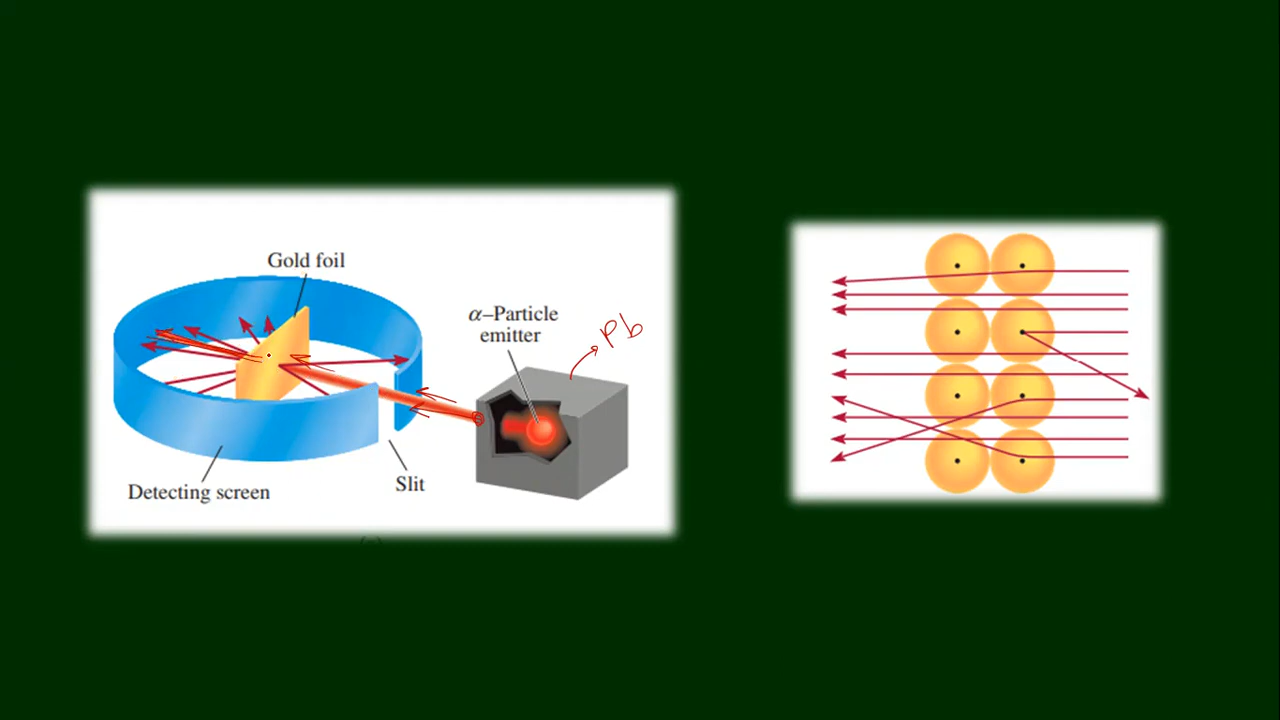 Gold foil
α–Particle
emitter
Pb
Detecting screen
Slit